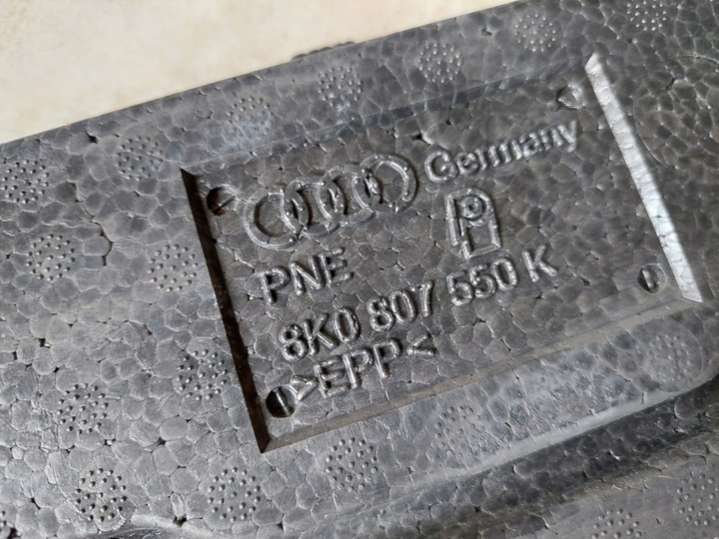 Germany
PNE
8K0 807 550 K
>EPP<